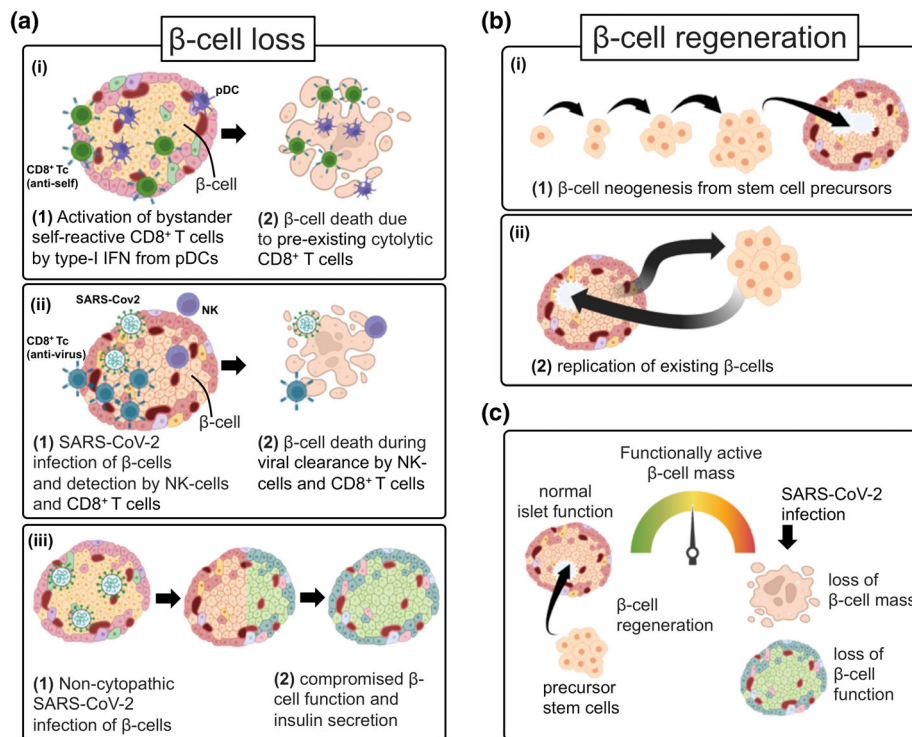 (a)
β-cell loss
(i)
pDC
CD8⁺ Tc
(anti-self)
β-cell
(1) Activation of bystander
self-reactive CD8⁺ T cells
by type-I IFN from pDCs
(2) β-cell death due
to pre-existing cytolytic
CD8⁺ T cells
(ii)
SARS-Cov2
NK
CD8⁺ Tc
(anti-virus)
β-cell
(1) SARS-CoV-2
infection of β-cells
and detection by NK-cells
and CD8⁺ T cells
(2) β-cell death during
viral clearance by NK-
cells and CD8⁺ T cells
(iii)
(1) Non-cytopathic
SARS-CoV-2
infection of β-cells
(2) compromised β-
cell function and
insulin secretion
(b)
β-cell regeneration
(i)
(1) β-cell neogenesis from stem cell precursors
(ii)
(2) replication of existing β-cells
(c)
Functionally active
β-cell mass
normal
islet function
SARS-CoV-2
infection
loss of
β-cell mass
β-cell
regeneration
precursor
stem cells
loss of
β-cell
function